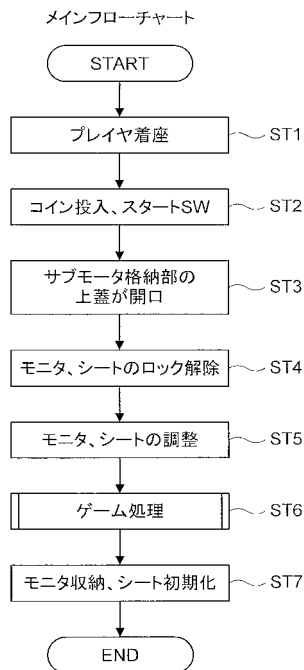 メインフローチャート
START
プレイヤ着座 ST1
コイン投入、スタートSW ST2
サブモータ格納部の
上蓋が開口 ST3
モニタ、シートのロック解除 ST4
モニタ、シートの調整 ST5
ゲーム処理 ST6
モニタ収納、シート初期化 ST7
END